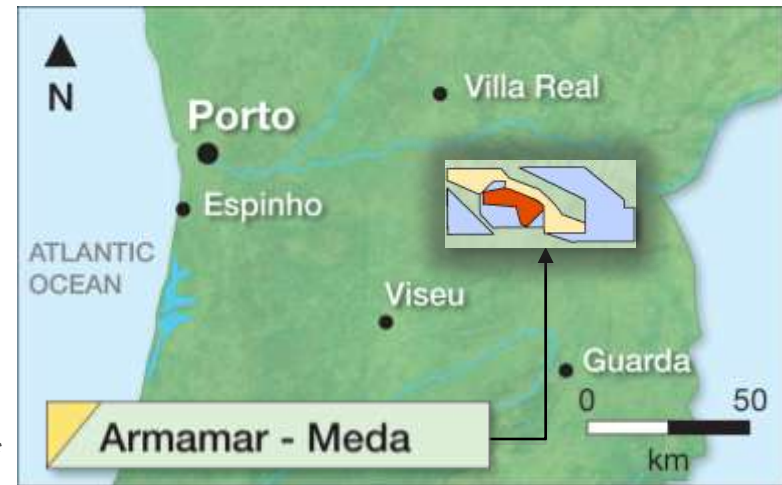 N
Villa Real
Porto
Espinho
ATLANTIC
OCEAN
Viseu
Guarda
0 50
km
Armamar - Meda